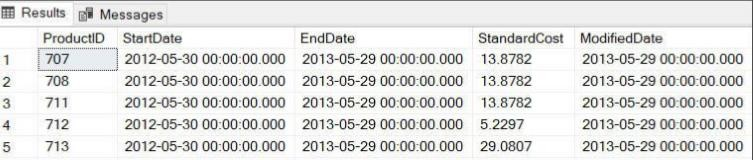 Results Messages
ProductID StartDate EndDate StandardCost ModifiedDate
1 707 2012-05-30 00:00:00.000 2013-05-29 00:00:00.000 13.8782 2013-05-29 00:00:00.000
2 708 2012-05-30 00:00:00.000 2013-05-29 00:00:00.000 13.8782 2013-05-29 00:00:00.000
3 711 2012-05-30 00:00:00.000 2013-05-29 00:00:00.000 13.8782 2013-05-29 00:00:00.000
4 712 2012-05-30 00:00:00.000 2013-05-29 00:00:00.000 5.2297 2013-05-29 00:00:00.000
5 713 2012-05-30 00:00:00.000 2013-05-29 00:00:00.000 29.0807 2013-05-29 00:00:00.000